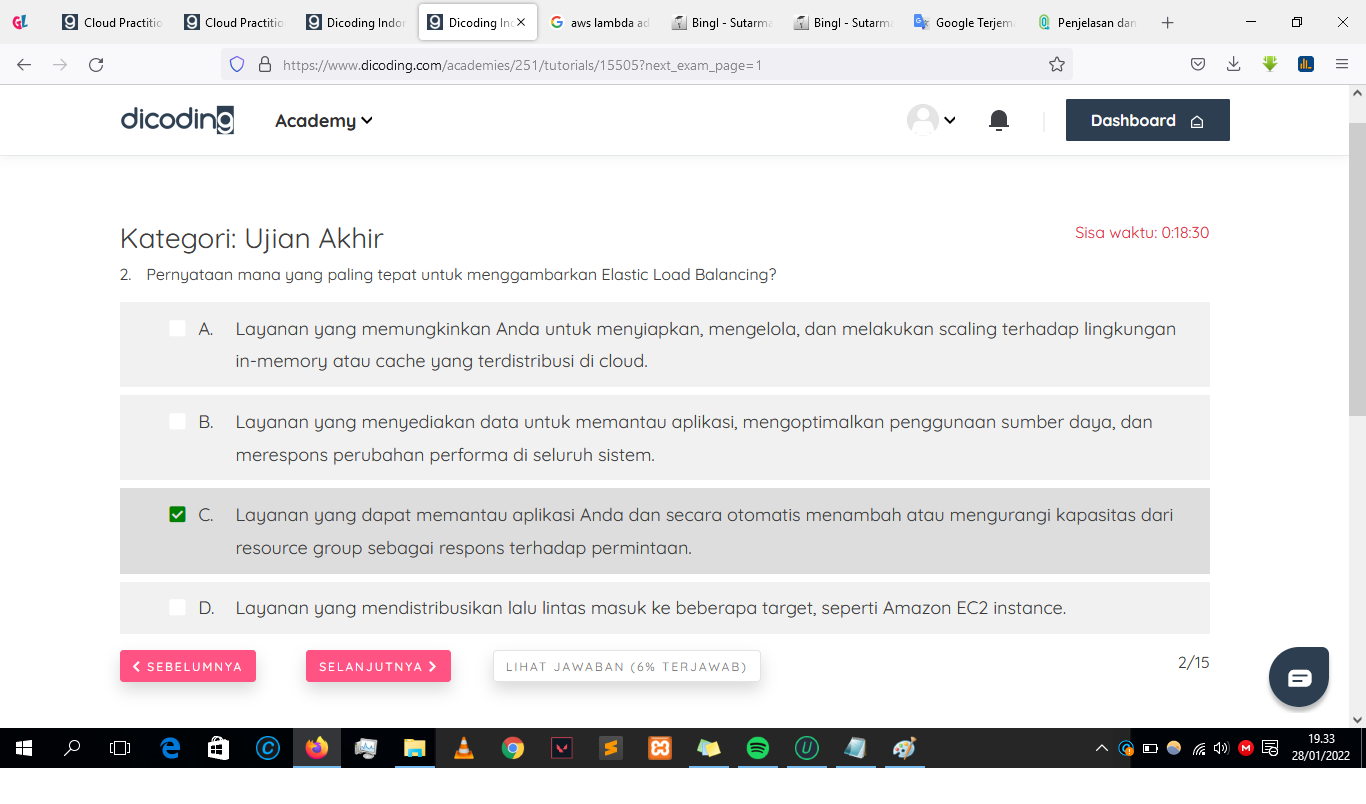 Cloud Practitio
Cloud Practitio
Dicoding Indor
Dicoding Inc
aws lambda ad
Bingl - Sutarma
Bingl - Sutarma
Google Terjem
Penjelasan dan
https://www.dicoding.com/academies/251/tutorials/15505?next_exam_page=1
dicoding
Academy
Dashboard
Kategori: Ujian Akhir
Sisa waktu: 0:18:30
2. Pernyataan mana yang paling tepat untuk menggambarkan Elastic Load Balancing?
A. Layanan yang memungkinkan Anda untuk menyiapkan, mengelola, dan melakukan scaling terhadap lingkungan
in-memory atau cache yang terdistribusi di cloud.
B. Layanan yang menyediakan data untuk memantau aplikasi, mengoptimalkan penggunaan sumber daya, dan
merespons perubahan performa di seluruh sistem.
C. Layanan yang dapat memantau aplikasi Anda dan secara otomatis menambah atau mengurangi kapasitas dari
resource group sebagai respons terhadap permintaan.
D. Layanan yang mendistribusikan lalu lintas masuk ke beberapa target, seperti Amazon EC2 instance.
SEBELUMNYA
SELANJUTNYA
LIHAT JAWABAN (6% TERJAWAB)
2/15
19.33
28/01/2022